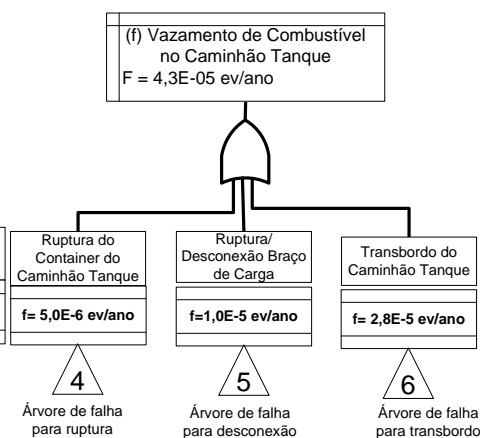 (f) Vazamento de Combustível
no Caminhão Tanque
F = 4,3E-05 ev/ano
Ruptura do
Container do
Caminhão Tanque
f= 5,0E-6 ev/ano
4
Árvore de falha
para ruptura
Ruptura/
Desconexão Braço
de Carga
f=1,0E-5 ev/ano
5
Árvore de falha
para desconexão
Transbordo do
Caminhão Tanque
f= 2,8E-5 ev/ano
6
Árvore de falha
para transbordo